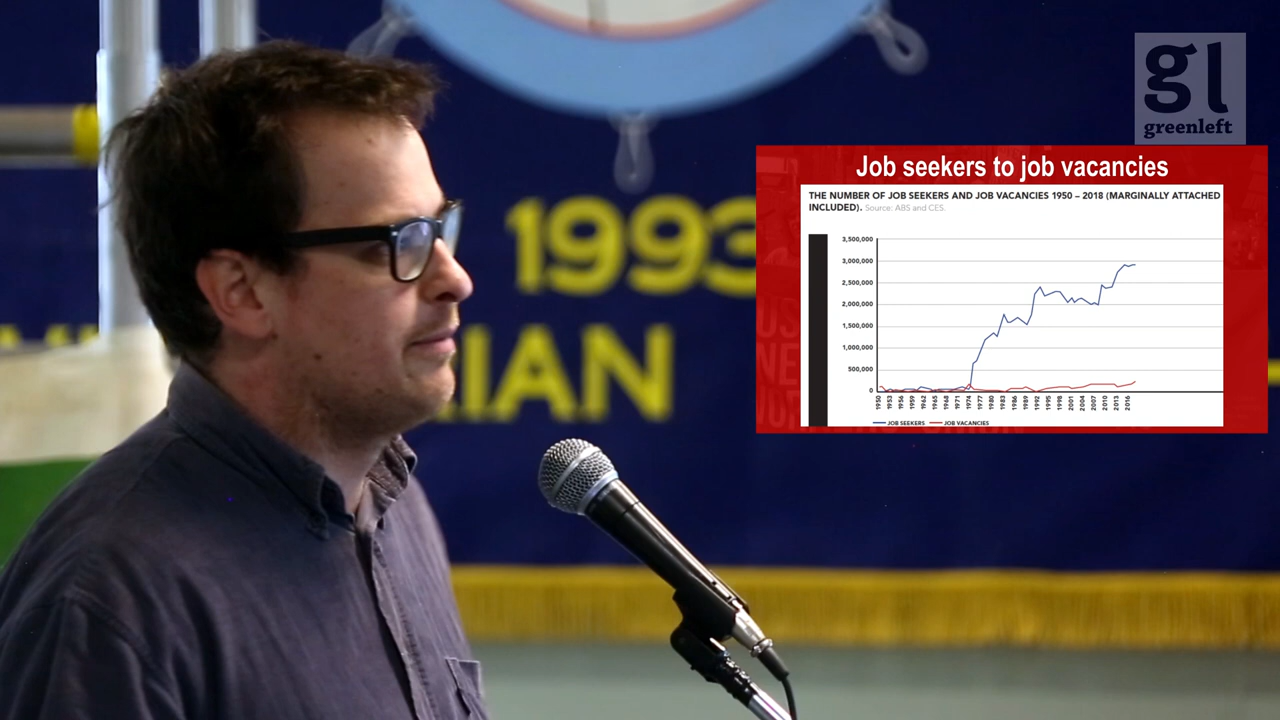 gl
greenleft
1993
IAN
Job seekers to job vacancies
THE NUMBER OF JOB SEEKERS AND JOB VACANCIES 1950 – 2018 (MARGINALLY ATTACHED
INCLUDED). Source: ABS and CES.
3,500,000
3,000,000
2,500,000
2,000,000
1,500,000
1,000,000
500,000
0
1950 1953 1956 1959 1962 1965 1968 1971 1974 1977 1980 1983 1986 1989 1992 1995 1998 2001 2004 2007 2010 2013 2016
JOB SEEKERS JOB VACANCIES